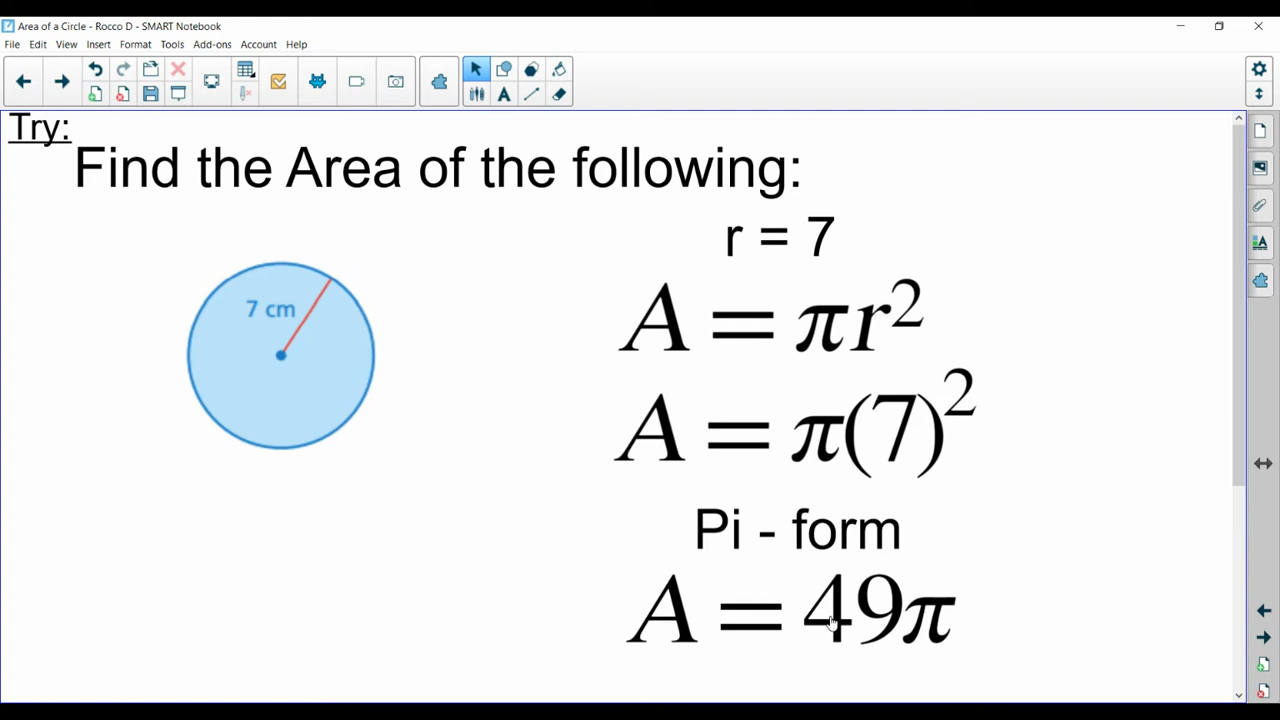 Area of a Circle - Rocco D - SMART Notebook
File Edit View Insert Format Tools Add-ons Account Help
Try:
Find the Area of the following:
r = 7
7 cm
A = πr²
A = π(7)²
Pi - form
A = 49π